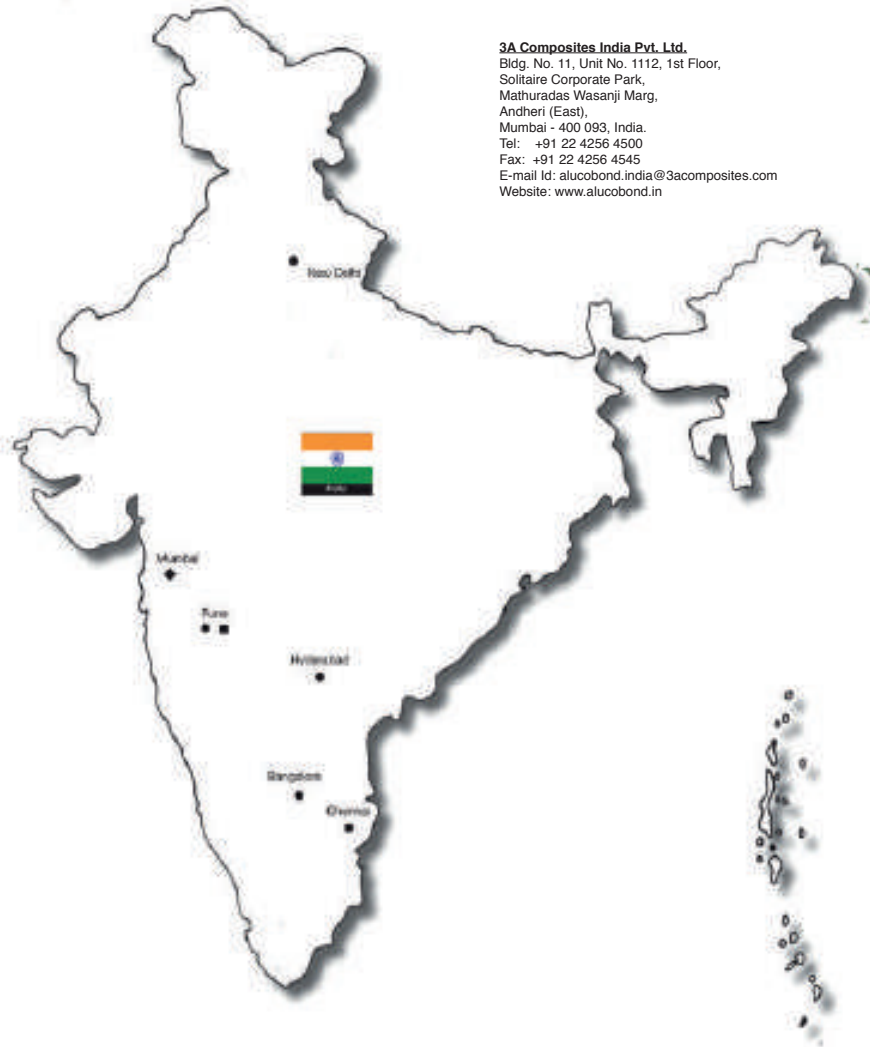 3A Composites India Pvt. Ltd.
Bldg. No. 11, Unit No. 1112, 1st Floor,
Solitaire Corporate Park,
Mathuradas Wasanji Marg,
Andheri (East),
Mumbai - 400 093, India.
Tel: +91 22 4256 4500
Fax: +91 22 4256 4545
E-mail Id: alucobond.india@3acomposites.com
Website: www.alucobond.in
New Delhi
Mumbai
Pune
Hyderabad
Bangalore
Chennai